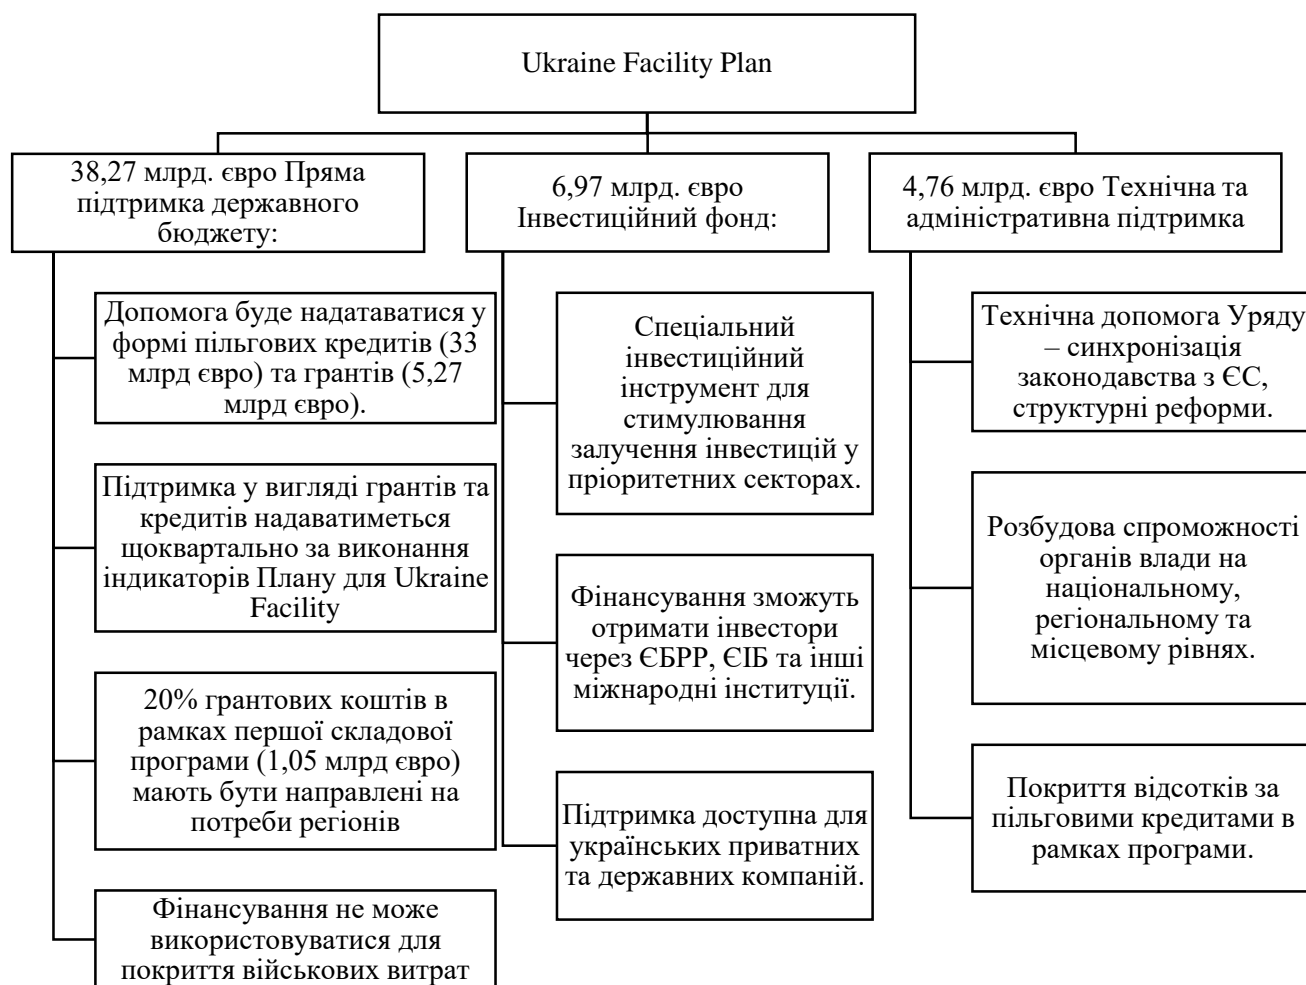 Ukraine Facility Plan
38,27 млрд. євро Пряма
підтримка державного
бюджету:
Допомога буде надатаватися у
формі пільгових кредитів (33
млрд євро) та грантів (5,27
млрд євро).
Підтримка у вигляді грантів та
кредитів надаватиметься
щоквартально за виконання
індикаторів Плану для Ukraine
Facility
20% грантових коштів в
рамках першої складової
програми (1,05 млрд євро)
мають бути направлені на
потреби регіонів
Фінансування не може
використовуватися для
покриття військових витрат
6,97 млрд. євро
Інвестиційний фонд:
Спеціальний
інвестиційний
інструмент для
стимулювання
залучення інвестицій у
пріоритетних секторах.
Фінансування зможуть
отримати інвестори
через ЄБРР, ЄІБ та інші
міжнародні інституції.
Підтримка доступна для
українських приватних
та державних компаній.
4,76 млрд. євро Технічна та
адміністративна підтримка
Технічна допомога Уряду
– синхронізація
законодавства з ЄС,
структурні реформи.
Розбудова спроможності
органів влади на
національному,
регіональному та
місцевому рівнях.
Покриття відсотків за
пільговими кредитами в
рамках програми.